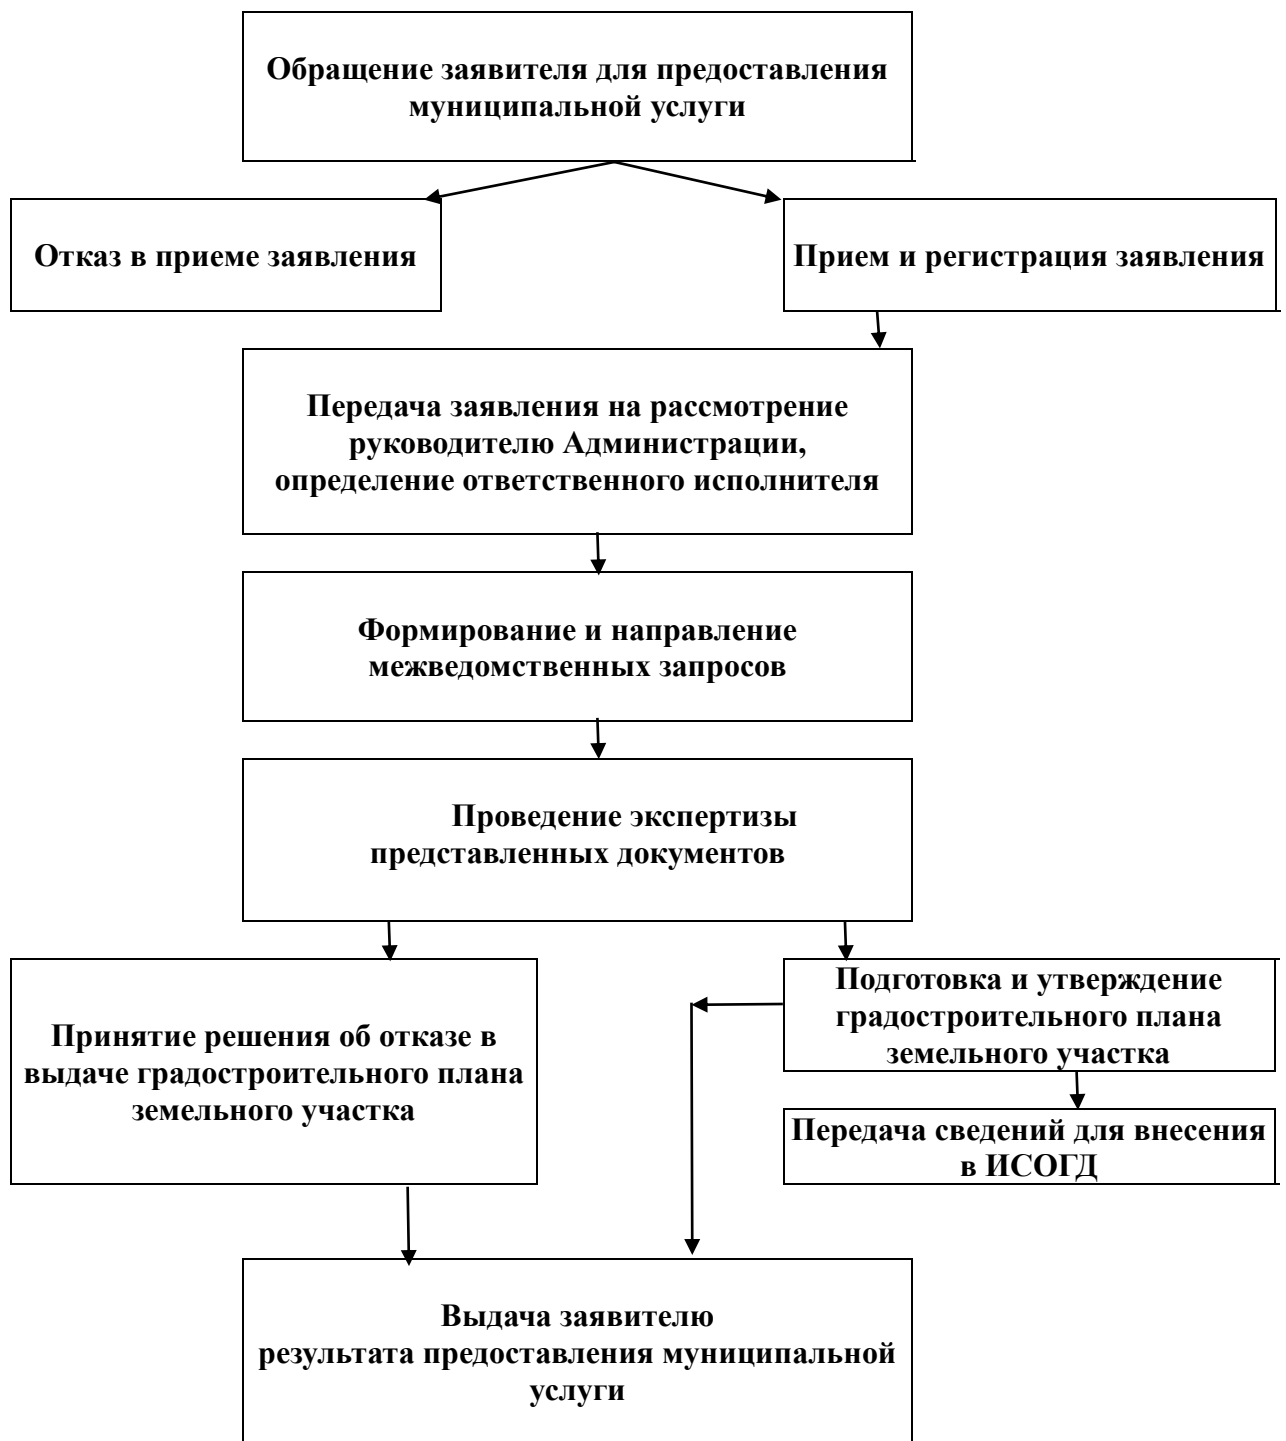 Обращение заявителя для предоставления
муниципальной услуги
Отказ в приеме заявления
Прием и регистрация заявления
Передача заявления на рассмотрение
руководителю Администрации,
определение ответственного исполнителя
Формирование и направление
межведомственных запросов
Проведение экспертизы
представленных документов
Принятие решения об отказе в
выдаче градостроительного плана
земельного участка
Подготовка и утверждение
градостроительного плана
земельного участка
Передача сведений для внесения
в ИСОГД
Выдача заявителю
результата предоставления муниципальной
услуги